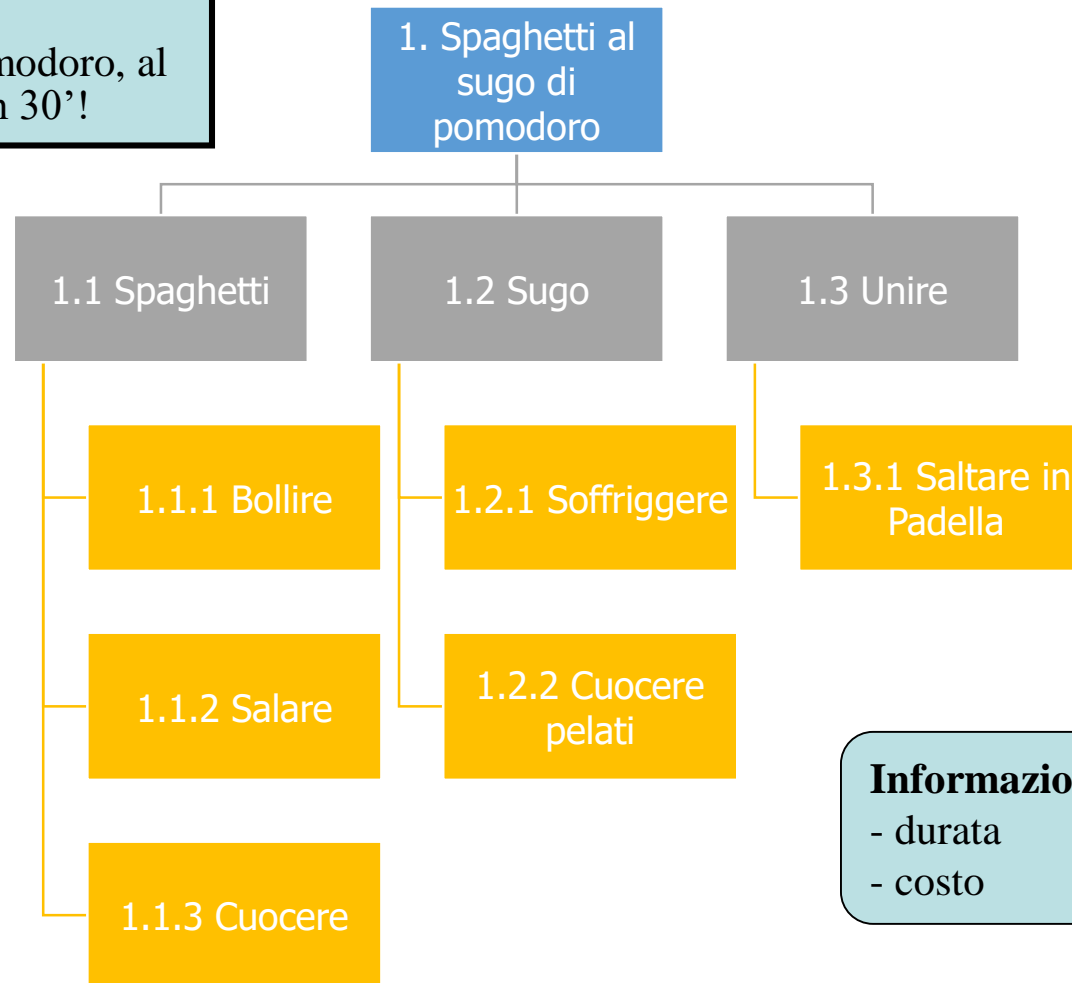 modoro, al
30’!
1. Spaghetti al
sugo di
pomodoro
1.1 Spaghetti
1.2 Sugo
1.3 Unire
1.1.1 Bollire
1.2.1 Soffriggere
1.3.1 Saltare in
Padella
1.1.2 Salare
1.2.2 Cuocere
pelati
1.1.3 Cuocere
Informazio
- durata
- costo